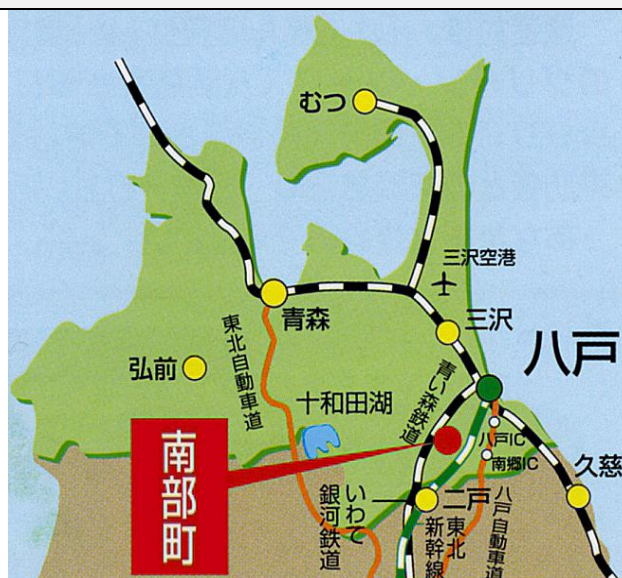 むつ
三沢空港
青森
三沢
八戸
東北自動車道
弘前
青い森鉄道
十和田湖
南部町
八戸IC
南郷IC
久慈
二戸
いわて
銀河鉄道
東北
新幹線
八戸自動車道